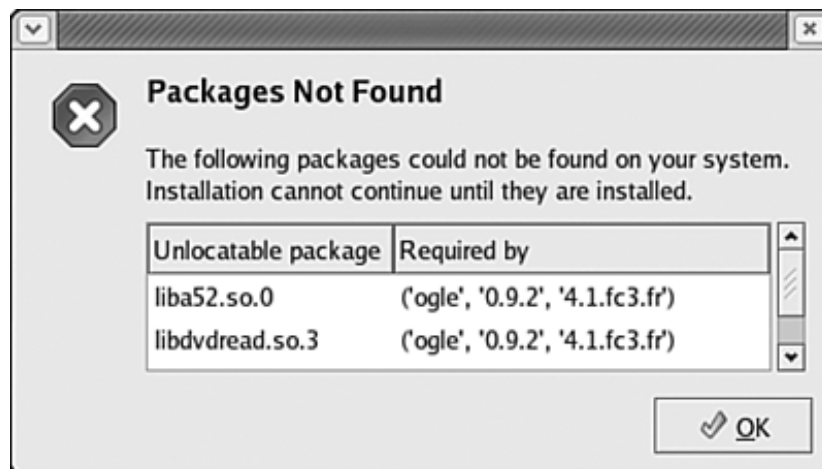 Packages Not Found
The following packages could not be found on your system.
Installation cannot continue until they are installed.
Unlocatable package Required by
liba52.so.0 ('ogle', '0.9.2', '4.1.fc3.fr')
libdvdread.so.3 ('ogle', '0.9.2', '4.1.fc3.fr')
OK